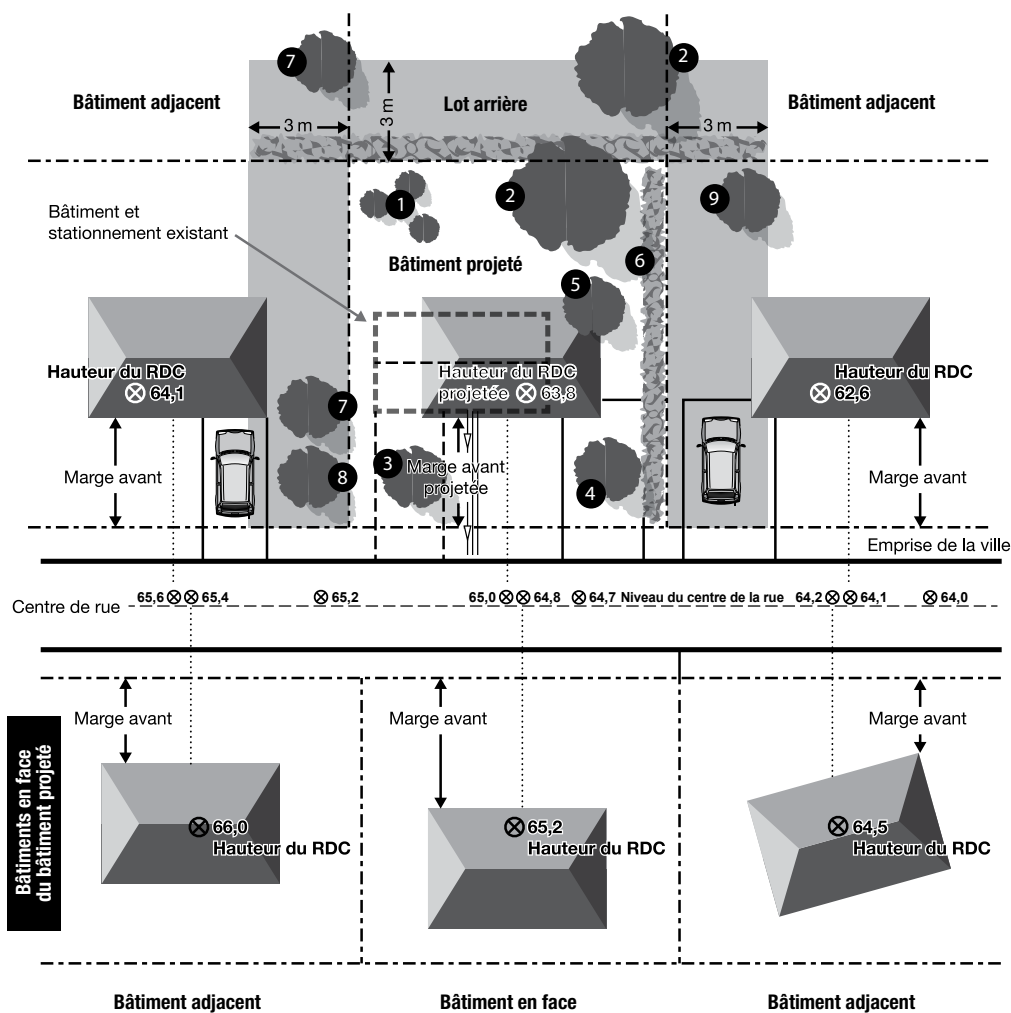 7
2
Bâtiment adjacent
Lot arrière
Bâtiment adjacent
3 m
3 m
3 m
1
2
9
Bâtiment et
stationnement existant
6
Bâtiment projeté
5
Hauteur du RDC
64,1
Hauteur du RDC
projetée 63,8
Hauteur du RDC
62,6
7
Marge avant
8
3
Marge avant
projetée
4
Marge avant
Emprise de la ville
Centre de rue
65,6 65,4 65,2 65,0 64,8 64,7 Niveau du centre de la rue 64,2 64,1 64,0
Marge avant
Marge avant
Marge avant
Bâtiments en face
du bâtiment projeté
66,0
Hauteur du RDC
65,2
Hauteur du RDC
64,5
Hauteur du RDC
Bâtiment adjacent
Bâtiment en face
Bâtiment adjacent